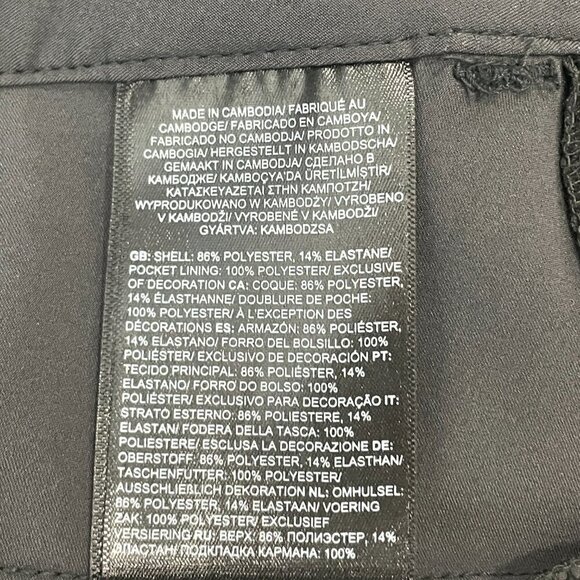 MADE IN CAMBODIA/ FABRIQUÉ AU
CAMBODGE/ FABRICADO EN CAMBOYA/
FABRICADO NO CAMBODJA/ PRODOTTO IN
CAMBOGIA/ HERGESTELLT IN KAMBODSCHA/
GEMAAKT IN CAMBODJA/ СДЕЛАНО В
КАМБОДЖЕ/ KAMBOÇYA'DA ÜRETİLMİŞTİR/
ΚΑΤΑΣΚΕΥΑΖΕΤΑΙ ΣΤΗΝ ΚΑΜΠΟΤΖΗ/
WYPRODUKOWANO W KAMBODŻY/ VYROBENO
V KAMBODŽI/ VYROBENÉ V KAMBODŽI/
GYÁRTVA: KAMBODZSA
GB: SHELL: 86% POLYESTER, 14% ELASTANE/
POCKET LINING: 100% POLYESTER/ EXCLUSIVE
OF DECORATION CA: COQUE: 86% POLYESTER,
14% ÉLASTHANNE/ DOUBLURE DE POCHE:
100% POLYESTER/ À L'EXCEPTION DES
DÉCORATIONS ES: ARMAZÓN: 86% POLIÉSTER,
14% ELASTANO/ FORRO DEL BOLSILLO: 100%
POLIÉSTER/ EXCLUSIVO DE DECORACIÓN PT:
TECIDO PRINCIPAL: 86% POLIÉSTER, 14%
ELASTANO/ FORRO DO BOLSO: 100%
POLIÉSTER/ EXCLUSIVO PARA DECORAÇÃO IT:
STRATO ESTERNO: 86% POLIESTERE, 14%
ELASTAN/ FODERA DELLA TASCA: 100%
POLIESTERE/ ESCLUSA LA DECORAZIONE DE:
OBERSTOFF: 86% POLYESTER, 14% ELASTHAN/
TASCHENFUTTER: 100% POLYESTER/
AUSSCHLIEßLICH DEKORATION NL: OMHULSEL:
86% POLYESTER, 14% ELASTAAN/ VOERING
ZAK: 100% POLYESTER/ EXCLUSIEF
VERSIERING RU: ВЕРХ: 86% ПОЛИЭСТЕР, 14%
ЭЛАСТАН/ ПОДКЛАДКА КАРМАНА: 100%